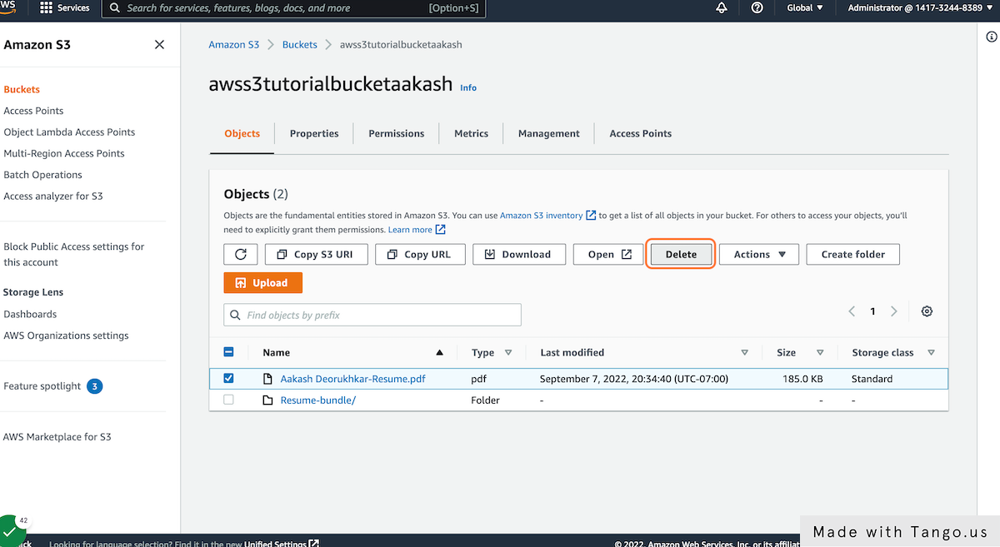 WS
Services
Search for services, features, blogs, docs, and more
[Option+S]
Global ▼
Administrator @ 1417-3244-8389 ▼
Amazon S3
Buckets
Access Points
Object Lambda Access Points
Multi-Region Access Points
Batch Operations
Access analyzer for S3
Block Public Access settings for
this account
Storage Lens
Dashboards
AWS Organizations settings
Feature spotlight 3
AWS Marketplace for S3
Amazon S3 > Buckets > awss3tutorialbucketaakash
awss3tutorialbucketaakash Info
Objects
Properties
Permissions
Metrics
Management
Access Points
Objects (2)
Objects are the fundamental entities stored in Amazon S3. You can use Amazon S3 inventory to get a list of all objects in your bucket. For others to access your objects, you'll
need to explicitly grant them permissions. Learn more
Copy S3 URI
Copy URL
Download
Open
Delete
Actions ▼
Create folder
Upload
Find objects by prefix
1
Name
Type
Last modified
Size
Storage class
Aakash Deorukhkar-Resume.pdf pdf September 7, 2022, 20:34:40 (UTC-07:00) 185.0 KB Standard
Resume-bundle/ Folder - - -
42
Looking for language selection? Find it in the new Unified Settings
© 2022, Amazon Web Services, Inc. or its affiliat
Made with Tango.us